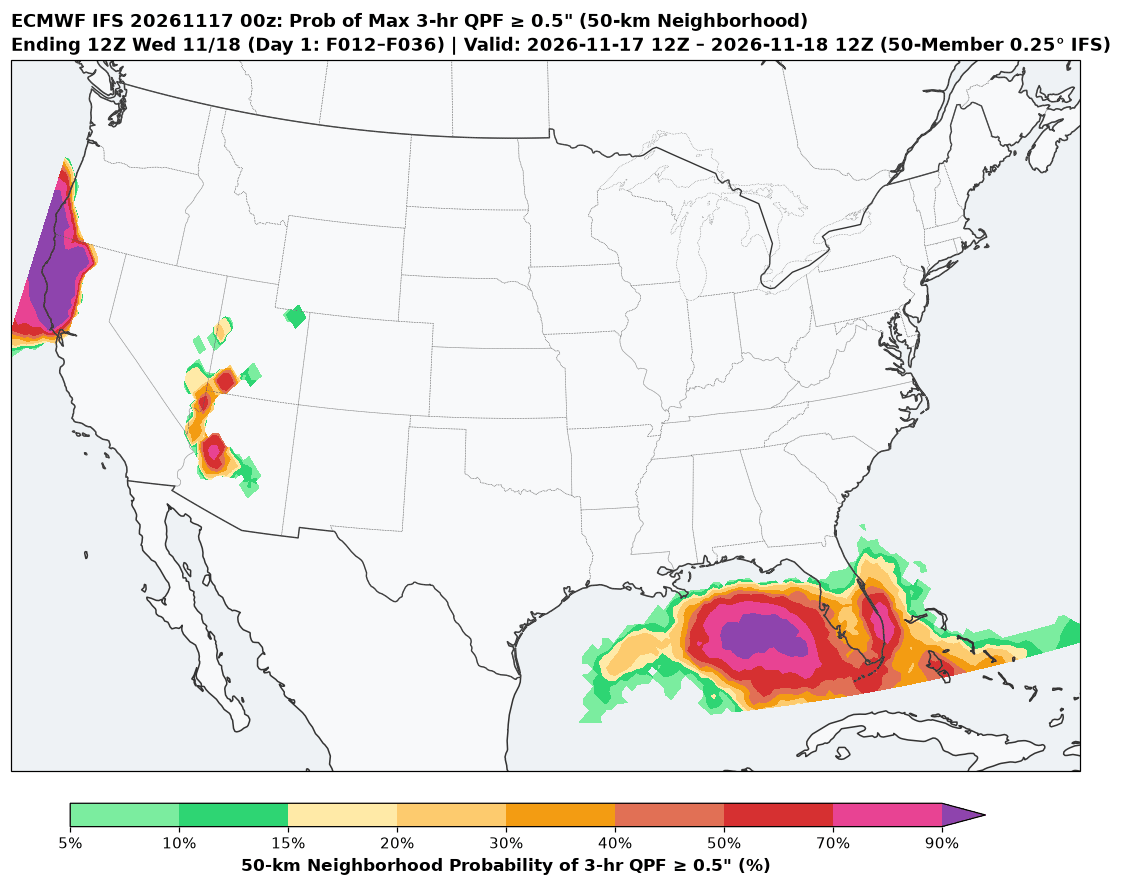 ECMWF IFS 20261117 00z: Prob of Max 3-hr QPF ≥ 0.5" (50-km Neighborhood)
Ending 12Z Wed 11/18 (Day 1: F012–F036) | Valid: 2026-11-17 12Z – 2026-11-18 12Z (50-Member 0.25° IFS)
5% 10% 15% 20% 30% 40% 50% 70% 90%
50-km Neighborhood Probability of 3-hr QPF ≥ 0.5" (%)